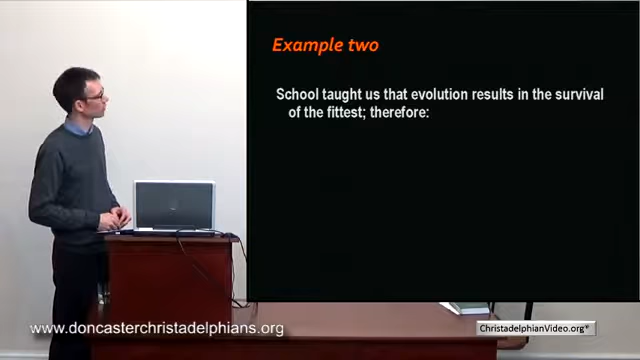 Example two
School taught us that evolution results in the survival
of the fittest; therefore:
www.doncasterchristadelphians.org
ChristadelphianVideo.org®